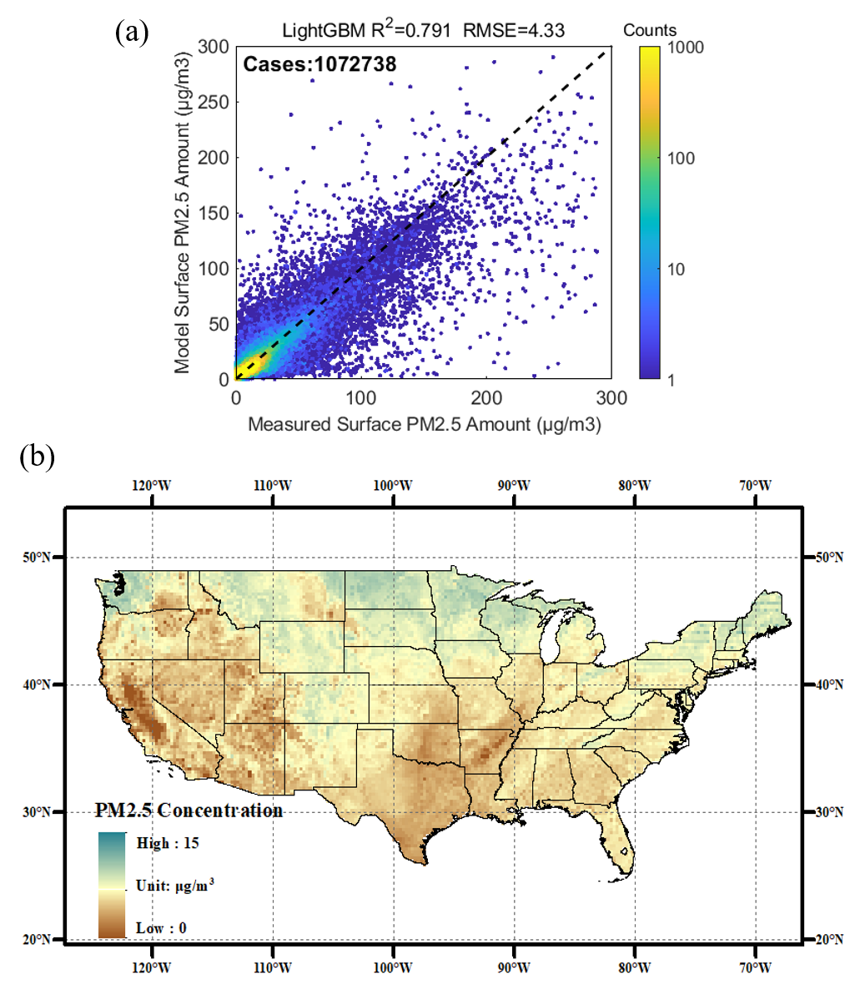 (a)
LightGBM R²=0.791 RMSE=4.33
Counts
Cases:1072738
300
250
200
150
100
50
0
Model Surface PM2.5 Amount (µg/m3)
0 100 200 300
Measured Surface PM2.5 Amount (µg/m3)
1000
100
10
1
(b)
120°W 110°W 100°W 90°W 80°W 70°W
50°N 50°N
40°N 40°N
30°N 30°N
PM2.5 Concentration
High : 15
Unit: µg/m³
Low : 0
20°N 20°N
120°W 110°W 100°W 90°W 80°W 70°W